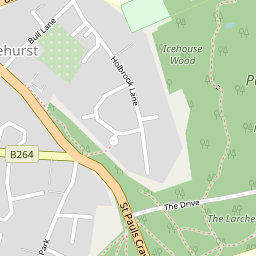 Bull Lane
ehurst
Holbrook Lane
Icehouse
Wood
B264
The Drive
St Pauls Cra
The Larche
Park